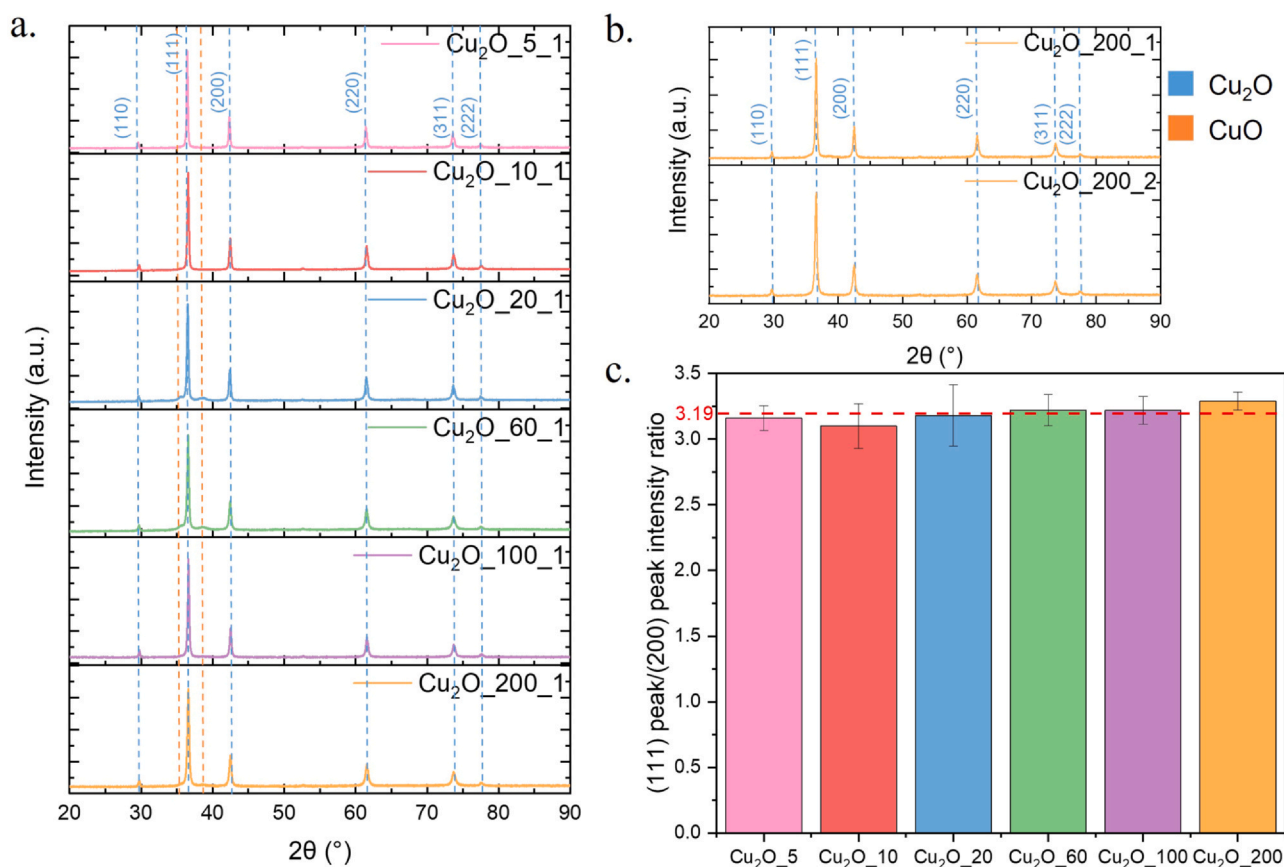 a.
Cu₂O_5_1
(110)
(111)
(200)
(220)
(311)
(222)
Cu₂O_10_1
Cu₂O_20_1
Cu₂O_60_1
Cu₂O_100_1
Cu₂O_200_1
Intensity (a.u.)
20 30 40 50 60 70 80 90
2θ (°)
b.
Cu₂O_200_1
(110)
(111)
(200)
(220)
(311)
(222)
Cu₂O_200_2
Intensity (a.u.)
20 30 40 50 60 70 80 90
2θ (°)
Cu₂O
CuO
c.
(111) peak/(200) peak intensity ratio
3.5
3.19
3.0
2.5
2.0
1.5
1.0
0.5
0.0
Cu₂O_5 Cu₂O_10 Cu₂O_20 Cu₂O_60 Cu₂O_100 Cu₂O_200